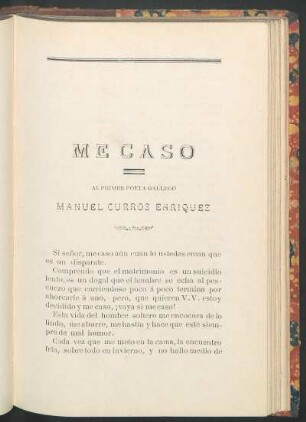 ME CASO
AL PRIMER POETA GALLEGO
MANUEL CURROS ENRIQUEZ
Sí señor, me caso aún cuando ustedes crean que
es un disparate.
Comprendo que el matrimonio es un suicidio
lento, es un dogal que el hombre se echa al pes-
cuezo que corriéndose poco á poco termina por
ahorcarle á uno, pero, que quieren V.V. estoy
decidido y me caso, ¡vaya si me caso!
Esta vida del hombre soltero me encocora de lo
lindo, me aburre, me hastía y hace que esté siem-
pre de mal humor.
Cada vez que me meto en la cama, la encuentro
fría, sobre todo en invierno, y no hallo medio de